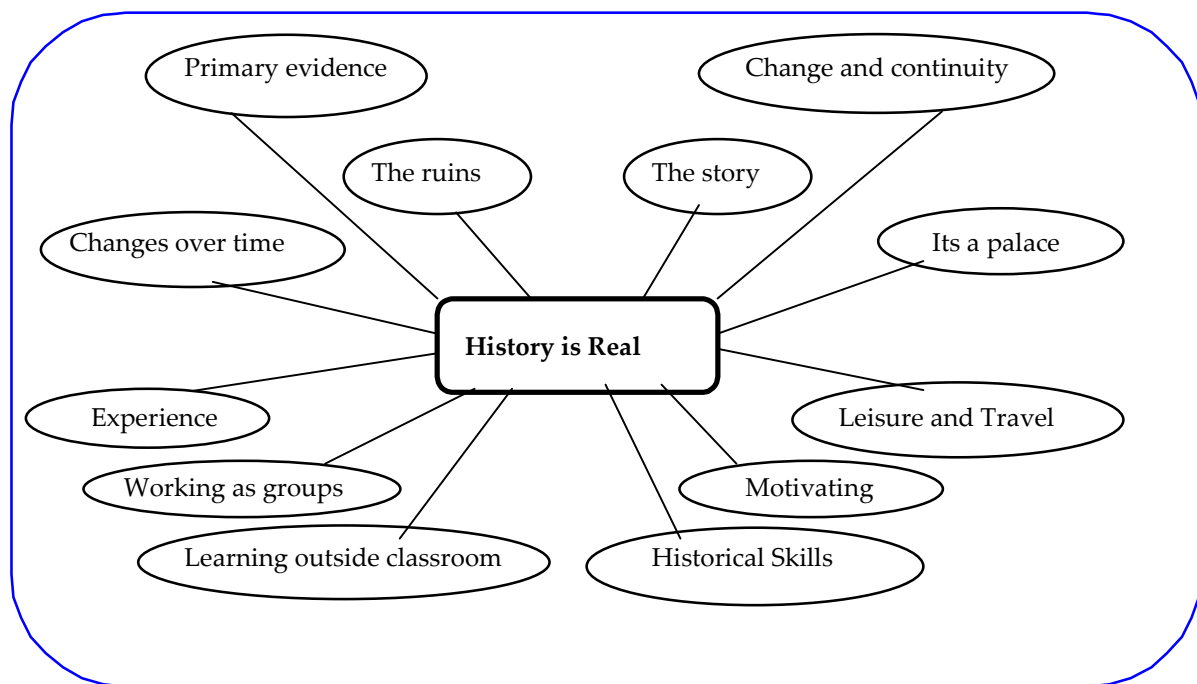 Primary evidence
Change and continuity
The ruins
The story
Changes over time
Its a palace
History is Real
Experience
Leisure and Travel
Working as groups
Motivating
Learning outside classroom
Historical Skills